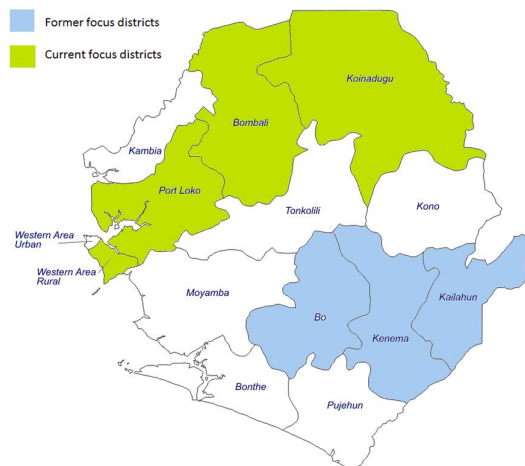 Former focus districts
Current focus districts
Koinadugu
Bombali
Kambia
Port Loko
Tonkolili
Kono
Western Area
Urban
Western Area
Rural
Moyamba
Kailahun
Bo
Kenema
Bonthe
Pujehun